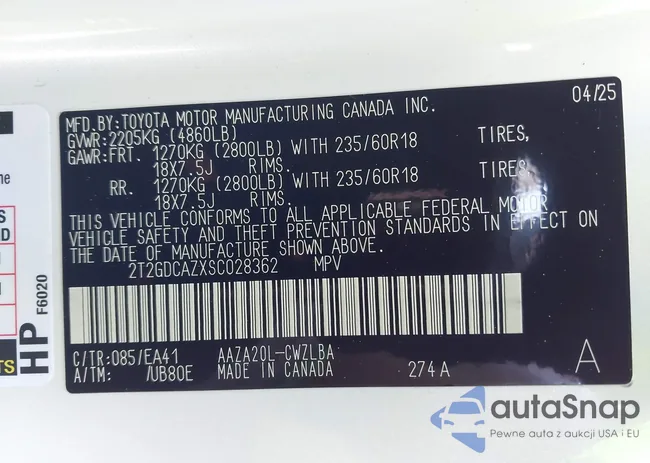 MFD.BY:TOYOTA MOTOR MANUFACTURING CANADA INC. 04/25
GVWR:2205KG (4860LB)
GAWR:FRT. 1270KG (2800LB) WITH 235/60R18 TIRES,
18X7.5J RIMS.
RR. 1270KG (2800LB) WITH 235/60R18 TIRES,
18X7.5J RIMS.
THIS VEHICLE CONFORMS TO ALL APPLICABLE FEDERAL MOTOR
VEHICLE SAFETY AND THEFT PREVENTION STANDARDS IN EFFECT ON
THE DATE OF MANUFACTURE SHOWN ABOVE.
2T2GDCAZXSC028362 MPV
C/TR:085/EA41 AAZA20L-CWZLBA
A/TM: /UB80E MADE IN CANADA 274A A
HP F6020
autaSnap
Pewne auta z aukcji USA i EU